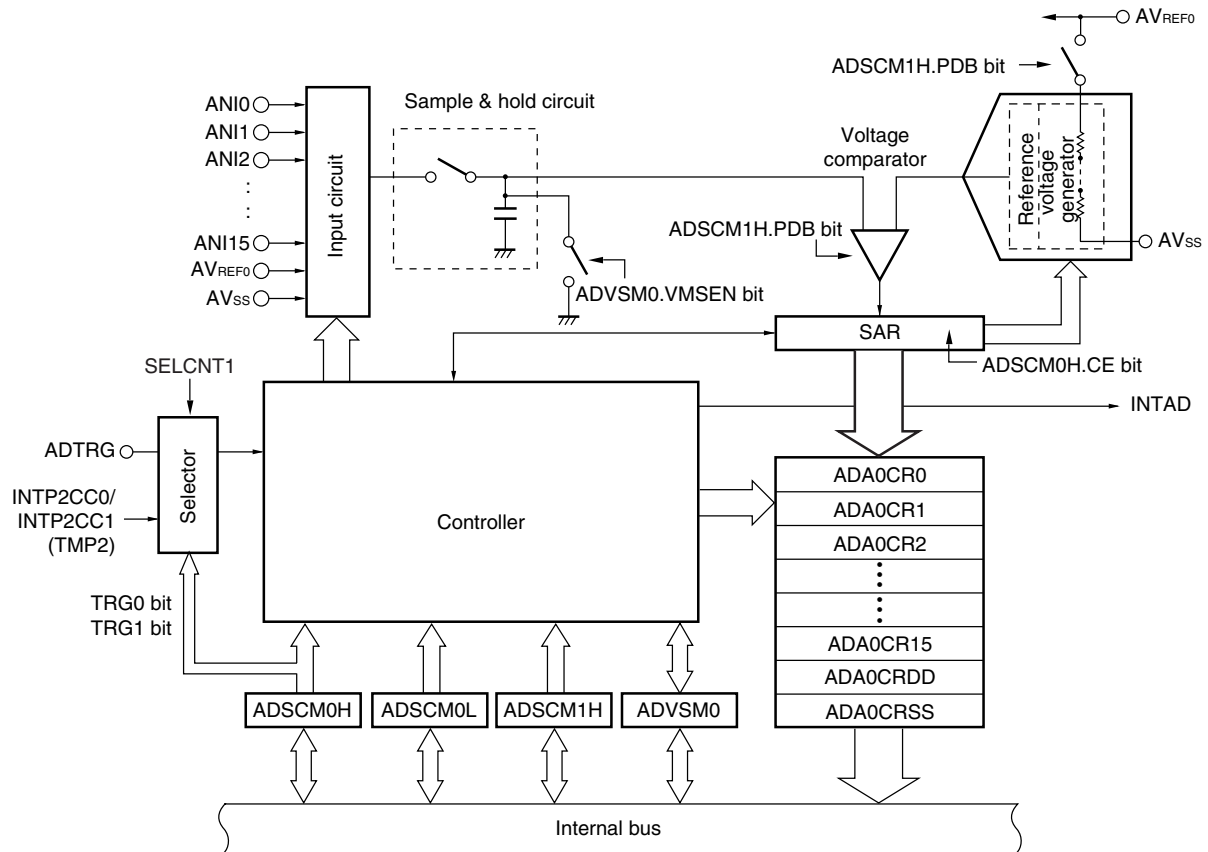 AVREF0
ADSCM1H.PDB bit
ANI0
ANI1
ANI2
ANI15
AVREF0
AVSS
Input circuit
Sample & hold circuit
Voltage
comparator
Reference
voltage
generator
AVSS
ADSCM1H.PDB bit
ADVSM0.VMSEN bit
SAR
ADSCM0H.CE bit
SELCNT1
INTAD
ADTRG
Selector
INTP2CC0/
INTP2CC1
(TMP2)
Controller
TRG0 bit
TRG1 bit
ADA0CR0
ADA0CR1
ADA0CR2
ADA0CR15
ADA0CRDD
ADA0CRSS
ADSCM0H
ADSCM0L
ADSCM1H
ADVSM0
Internal bus